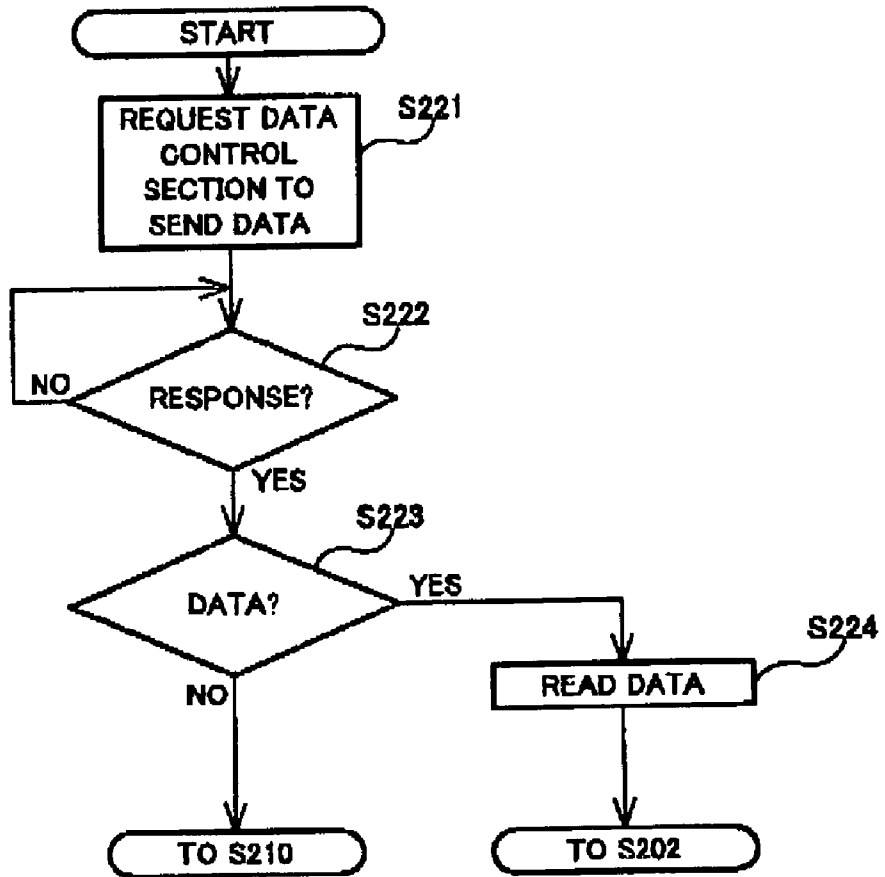 START
REQUEST DATA
CONTROL
SECTION TO
SEND DATA
S221
S222
NO
RESPONSE?
YES
S223
DATA?
YES
S224
READ DATA
NO
TO S210
TO S202